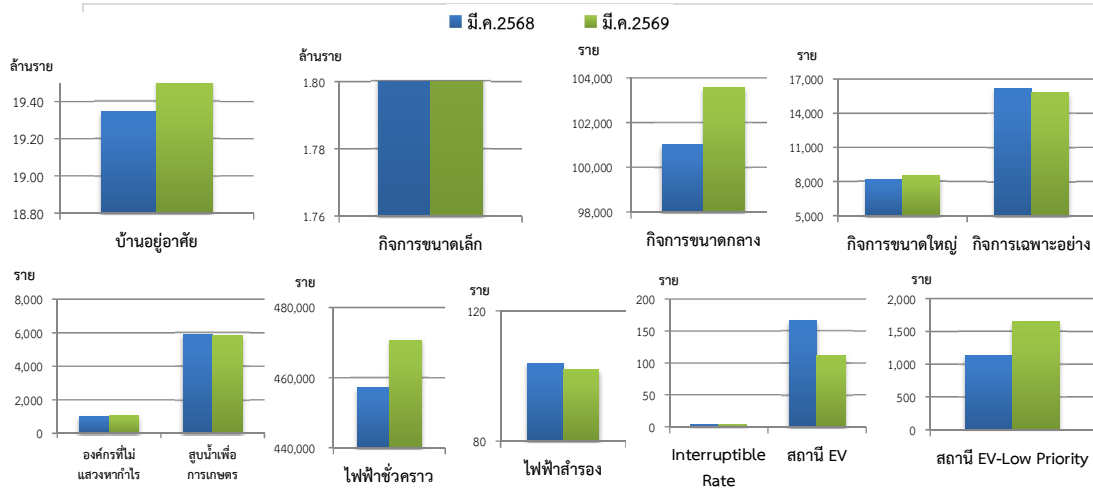 มี.ค.2568 มี.ค.2569
ล้านราย
19.40
19.20
19.00
18.80
บ้านอยู่อาศัย
ล้านราย
1.80
1.78
1.76
กิจการขนาดเล็ก
ราย
104,000
102,000
100,000
98,000
กิจการขนาดกลาง
ราย
17,000
14,000
11,000
8,000
5,000
กิจการขนาดใหญ่ กิจการเฉพาะอย่าง
ราย
8,000
6,000
4,000
2,000
0
องค์กรที่ไม่
แสวงหากำไร
สูบน้ำเพื่อ
การเกษตร
ราย
480,000
460,000
440,000
ไฟฟ้าชั่วคราว
ราย
120
80
ไฟฟ้าสำรอง
ราย
200
150
100
50
0
Interruptible
Rate
สถานี EV
ราย
2,000
1,500
1,000
500
0
สถานี EV-Low Priority